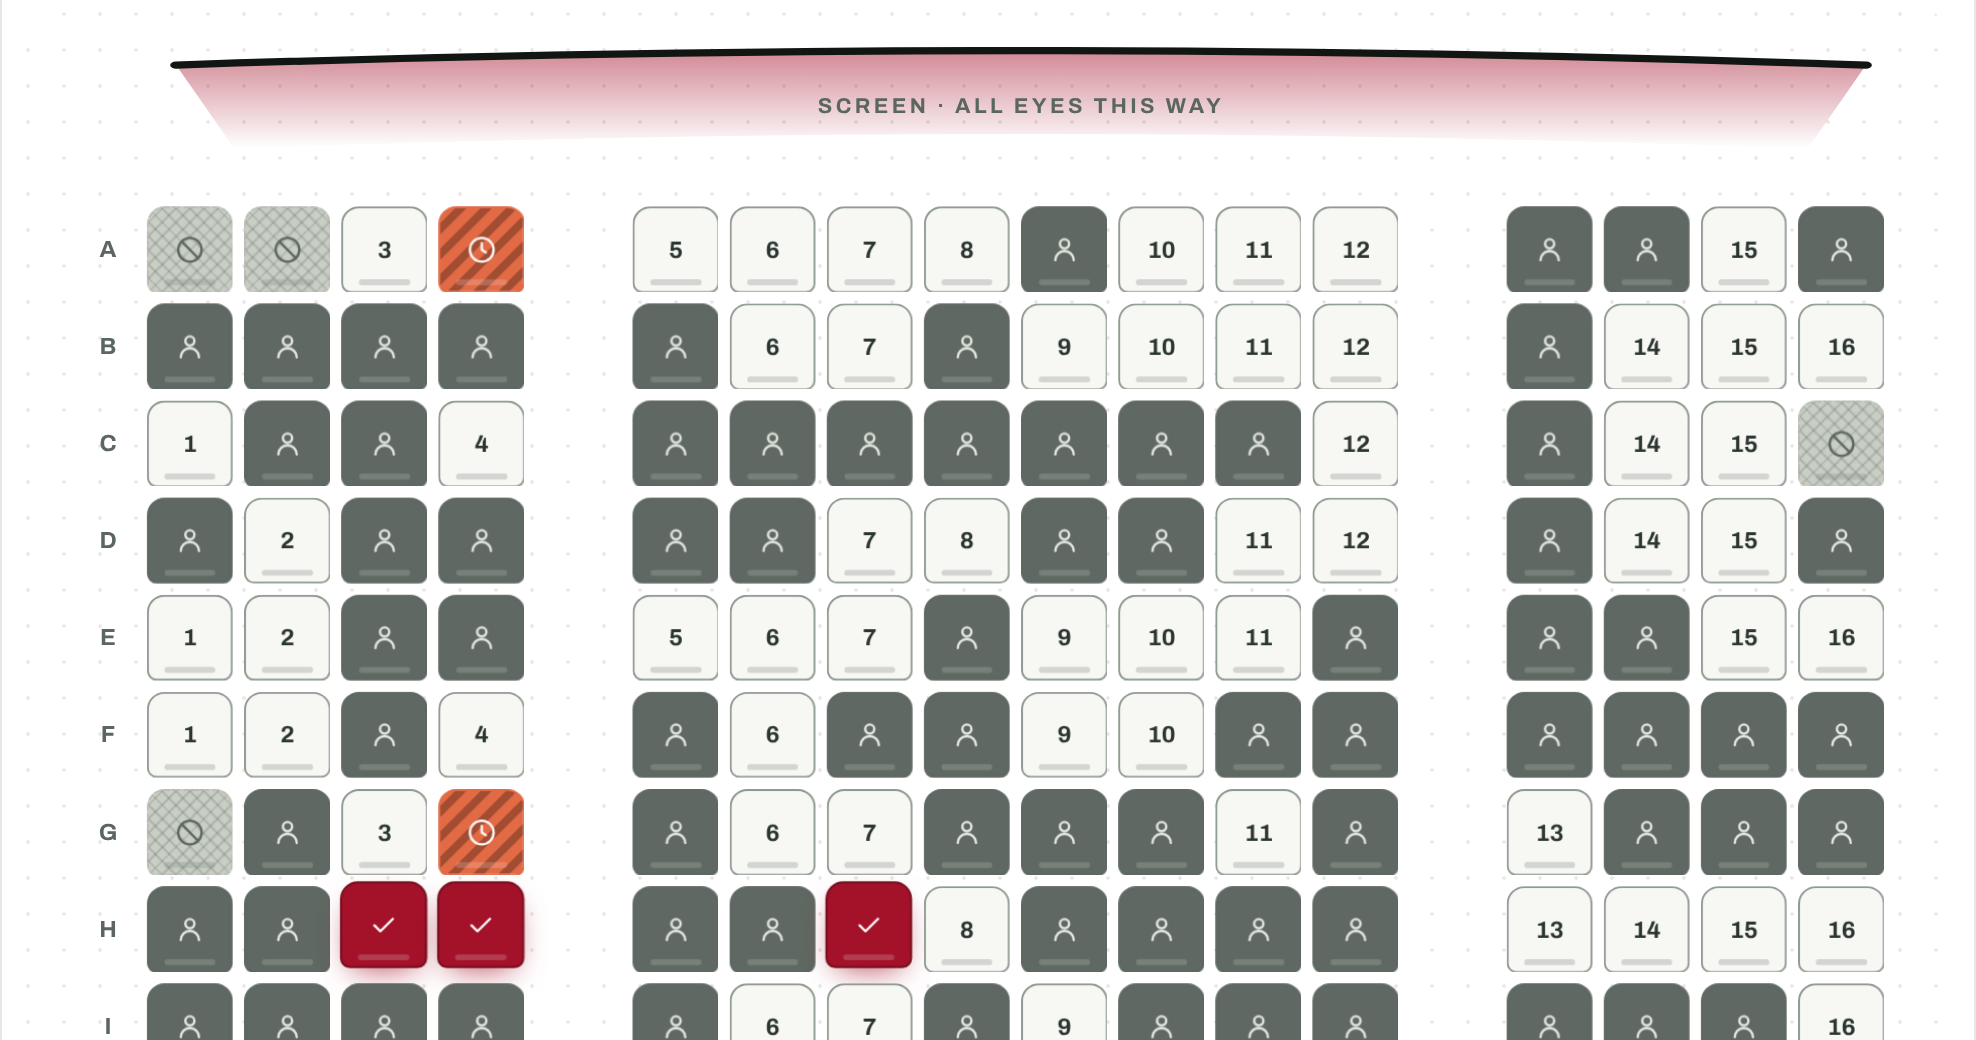 SCREEN · ALL EYES THIS WAY
A 3 5 6 7 8 10 11 12 15
B 6 7 9 10 11 12 14 15 16
C 1 4 12 14 15
D 2 7 8 11 12 14 15
E 1 2 5 6 7 9 10 11 15 16
F 1 2 4 6 9 10
G 3 6 7 11 13
H 8 13 14 15 16
I 6 7 9 16